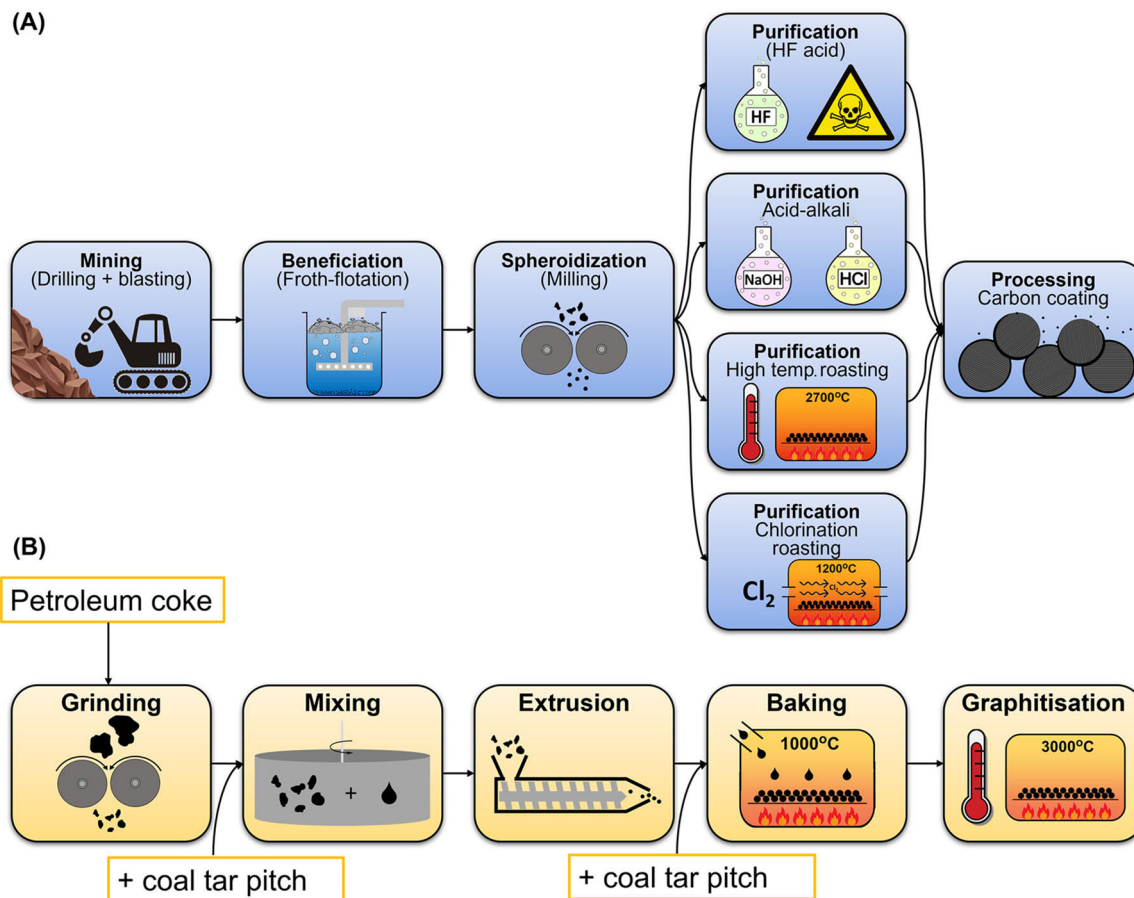 (A)
Mining
(Drilling + blasting)
Beneficiation
(Froth-flotation)
Spheroidization
(Milling)
Purification
(HF acid)
HF
Purification
Acid-alkali
NaOH
HCl
Purification
High temp. roasting
2700°C
Purification
Chlorination
roasting
1200°C
Cl₂
Cl₂
Processing
Carbon coating
(B)
Petroleum coke
Grinding
Mixing
+
Extrusion
Baking
1000°C
Graphitisation
3000°C
+ coal tar pitch
+ coal tar pitch